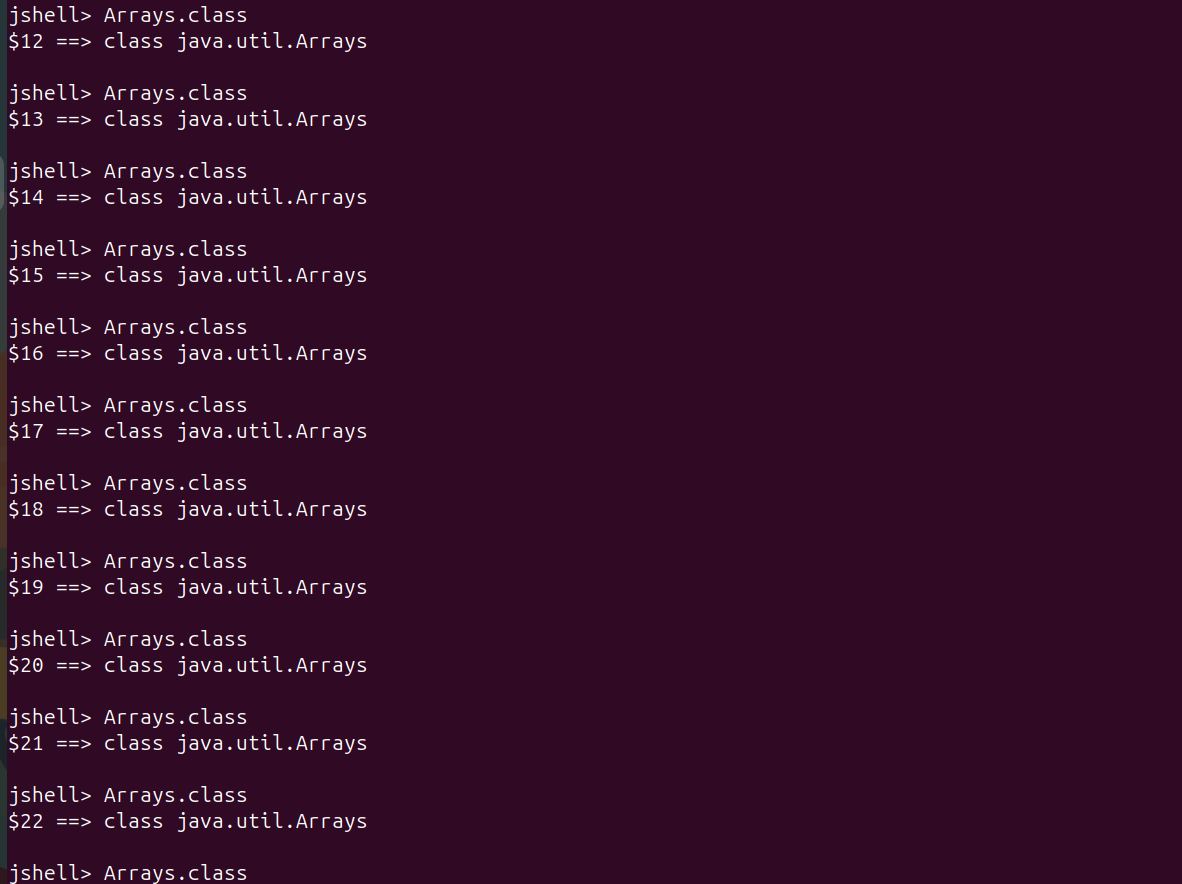 jshell> Arrays.class
$12 ==> class java.util.Arrays
jshell> Arrays.class
$13 ==> class java.util.Arrays
jshell> Arrays.class
$14 ==> class java.util.Arrays
jshell> Arrays.class
$15 ==> class java.util.Arrays
jshell> Arrays.class
$16 ==> class java.util.Arrays
jshell> Arrays.class
$17 ==> class java.util.Arrays
jshell> Arrays.class
$18 ==> class java.util.Arrays
jshell> Arrays.class
$19 ==> class java.util.Arrays
jshell> Arrays.class
$20 ==> class java.util.Arrays
jshell> Arrays.class
$21 ==> class java.util.Arrays
jshell> Arrays.class
$22 ==> class java.util.Arrays
jshell> Arrays.class